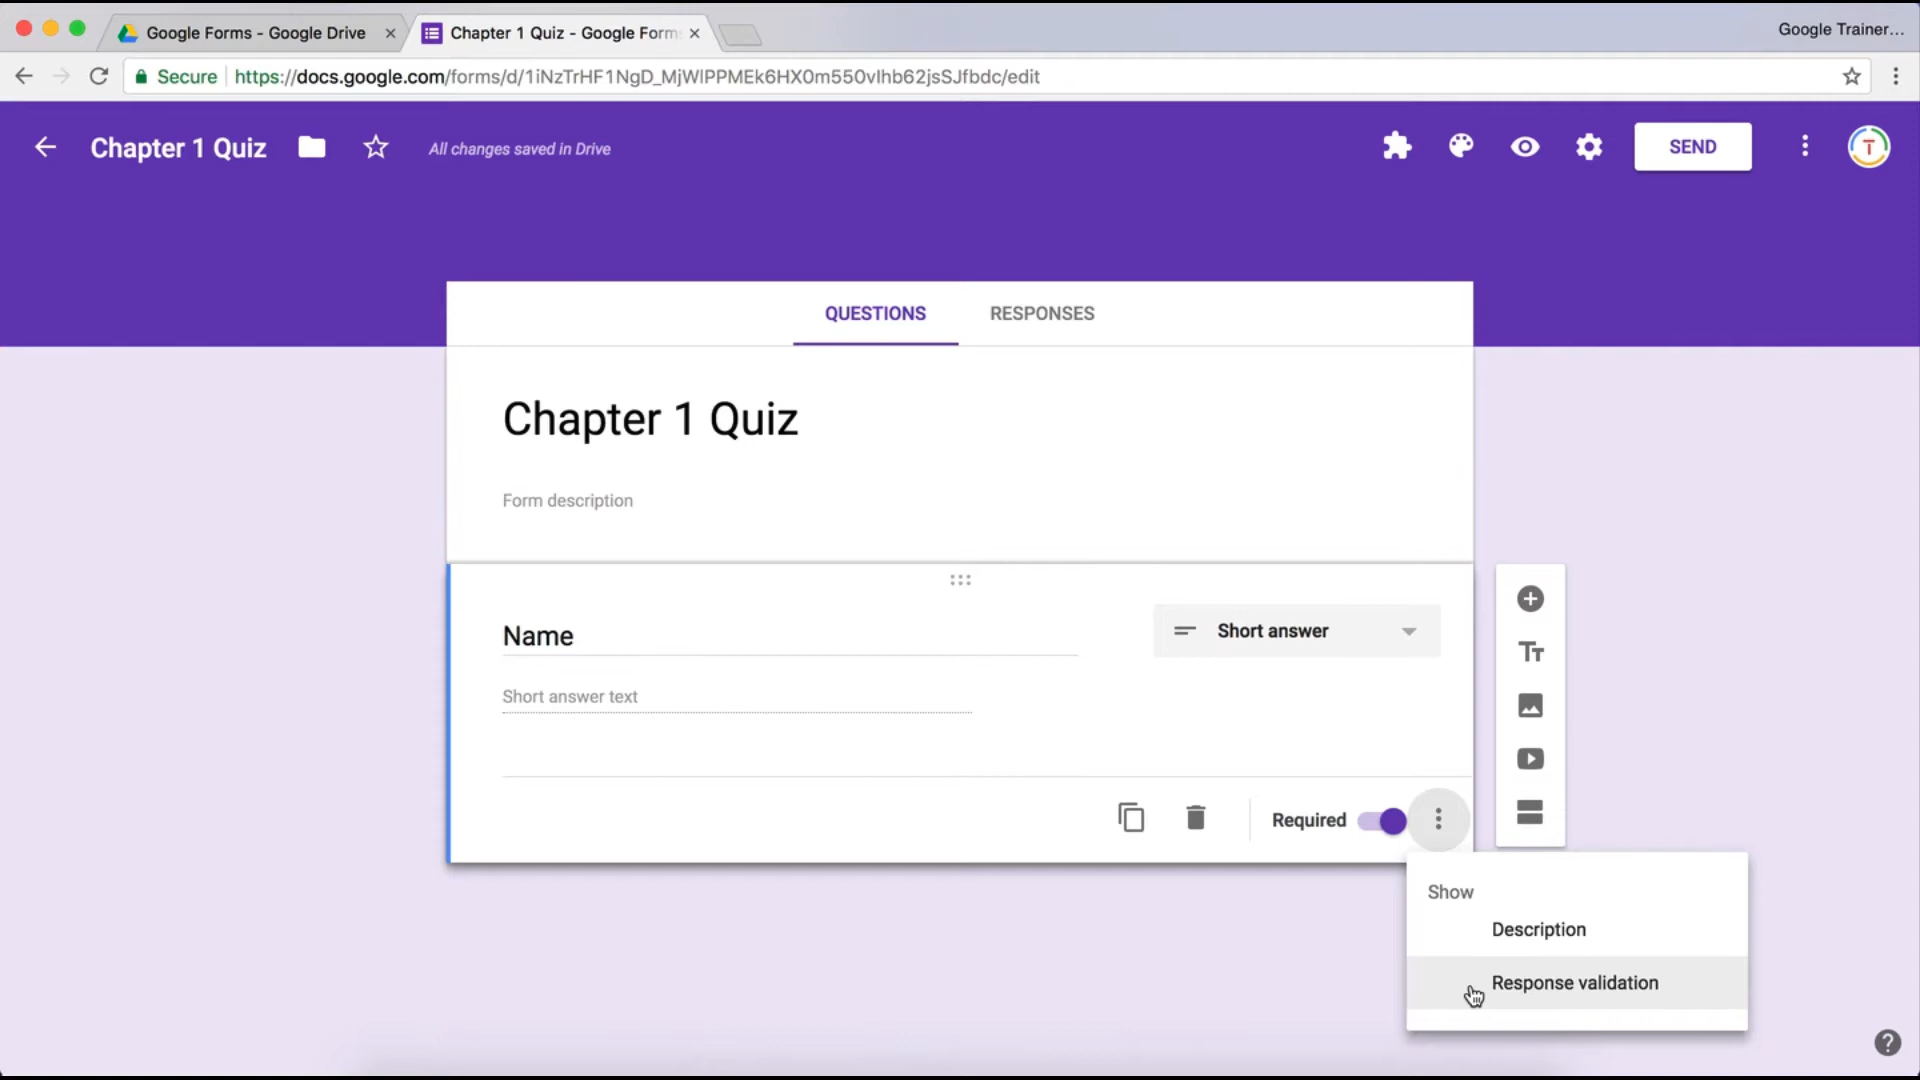 Google Forms - Google Drive
Chapter 1 Quiz - Google Form
Google Trainer...
Secure
https://docs.google.com/forms/d/1iNzTrHF1NgD_MjWlPPMEk6HX0m550vIhb62jsSJfbdc/edit
Chapter 1 Quiz
All changes saved in Drive
SEND
T
QUESTIONS
RESPONSES
Chapter 1 Quiz
Form description
Name
Short answer
Short answer text
Required
Show
Description
Response validation